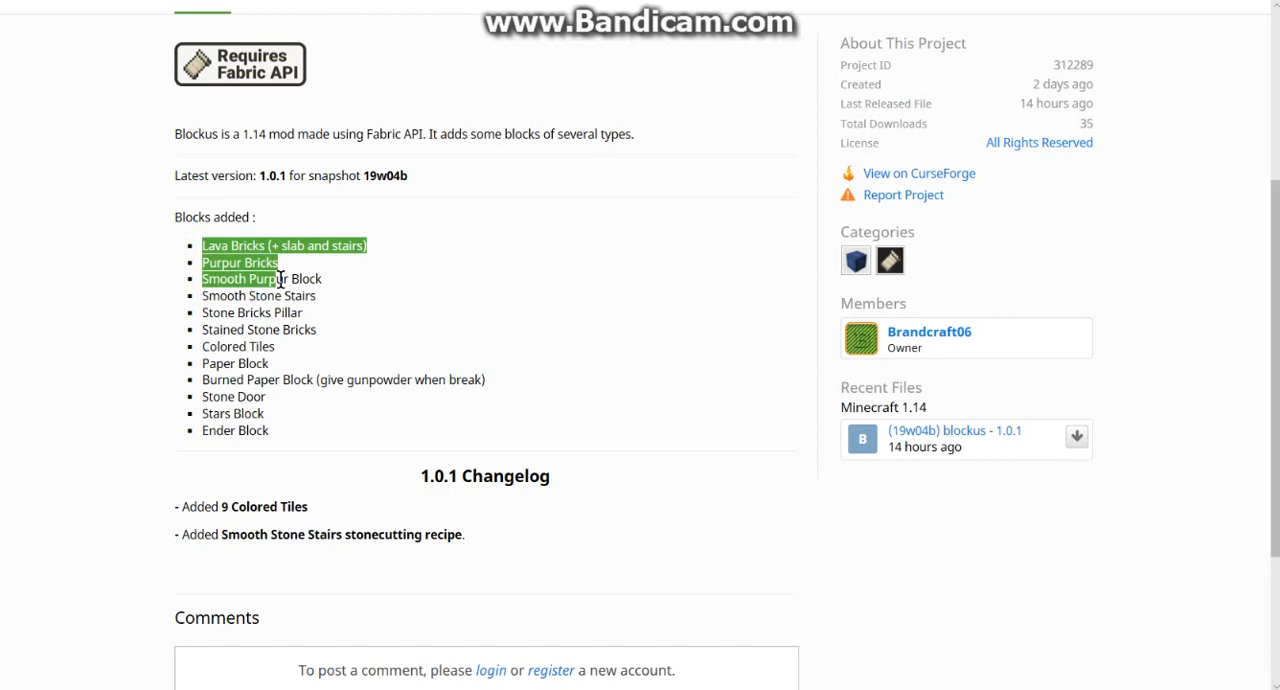 www.Bandicam.com
Requires
Fabric API
Blockus is a 1.14 mod made using Fabric API. It adds some blocks of several types.
Latest version: 1.0.1 for snapshot 19w04b
Blocks added :
Lava Bricks (+ slab and stairs)
Purpur Bricks
Smooth Purpur Block
Smooth Stone Stairs
Stone Bricks Pillar
Stained Stone Bricks
Colored Tiles
Paper Block
Burned Paper Block (give gunpowder when break)
Stone Door
Stars Block
Ender Block
1.0.1 Changelog
- Added 9 Colored Tiles
- Added Smooth Stone Stairs stonecutting recipe.
Comments
To post a comment, please login or register a new account.
About This Project
Project ID 312289
Created 2 days ago
Last Released File 14 hours ago
Total Downloads 35
License All Rights Reserved
View on CurseForge
Report Project
Categories
Members
Brandcraft06
Owner
Recent Files
Minecraft 1.14
B
(19w04b) blockus - 1.0.1
14 hours ago